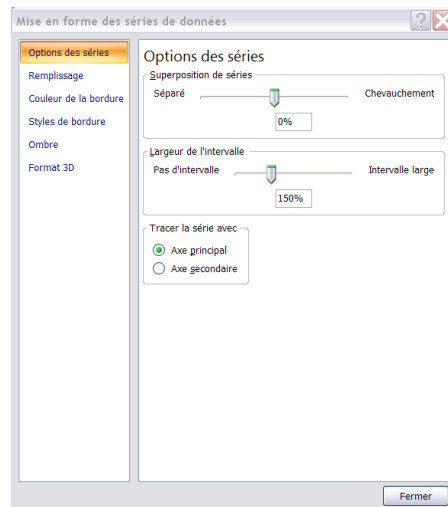 Mise en forme des séries de données
Options des séries
Remplissage
Couleur de la bordure
Styles de bordure
Ombre
Format 3D
Options des séries
Superposition de séries
Séparé
Chevauchement
0%
Largeur de l'intervalle
Pas d'intervalle
Intervalle large
150%
Tracer la série avec
Axe principal
Axe secondaire
Fermer